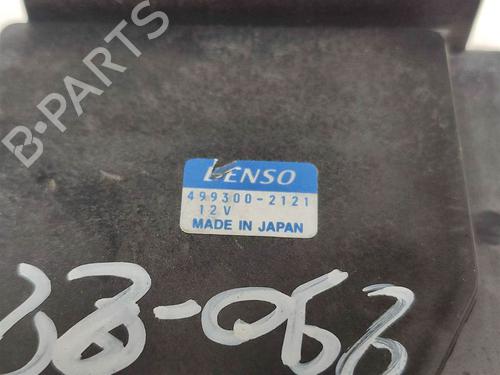 B-PARTS
DENSO
499300-2121
12V
MADE IN JAPAN